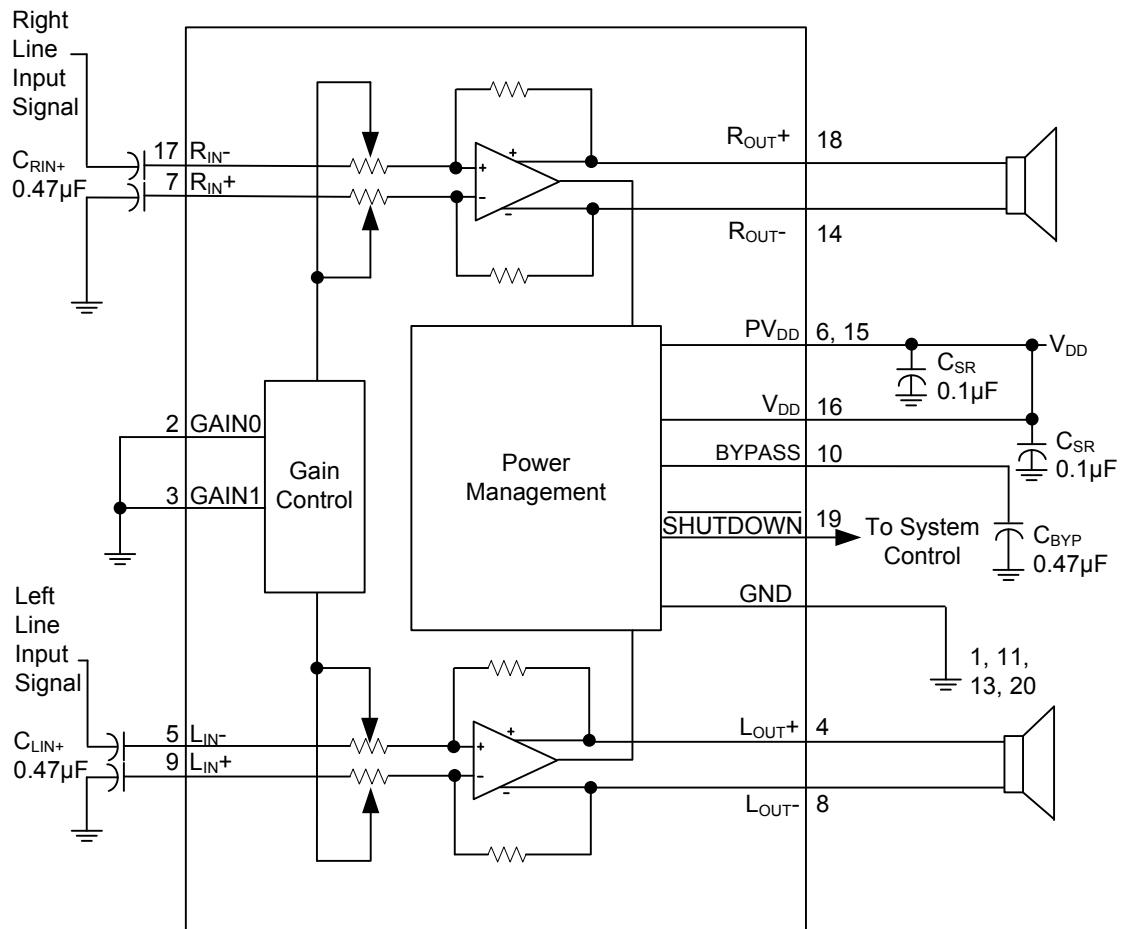 Right
Line
Input
Signal
C_RIN+
0.47µF
17 R_IN-
7 R_IN+
+
-
+
-
R_OUT+ 18
R_OUT- 14
2 GAIN0
3 GAIN1
Gain
Control
Power
Management
PV_DD 6, 15
V_DD
C_SR
0.1µF
V_DD 16
C_SR
0.1µF
BYPASS 10
SHUTDOWN 19
To System
Control
C_BYP
0.47µF
GND
1, 11,
13, 20
Left
Line
Input
Signal
C_LIN+
0.47µF
5 L_IN-
9 L_IN+
+
-
+
-
L_OUT+ 4
L_OUT- 8